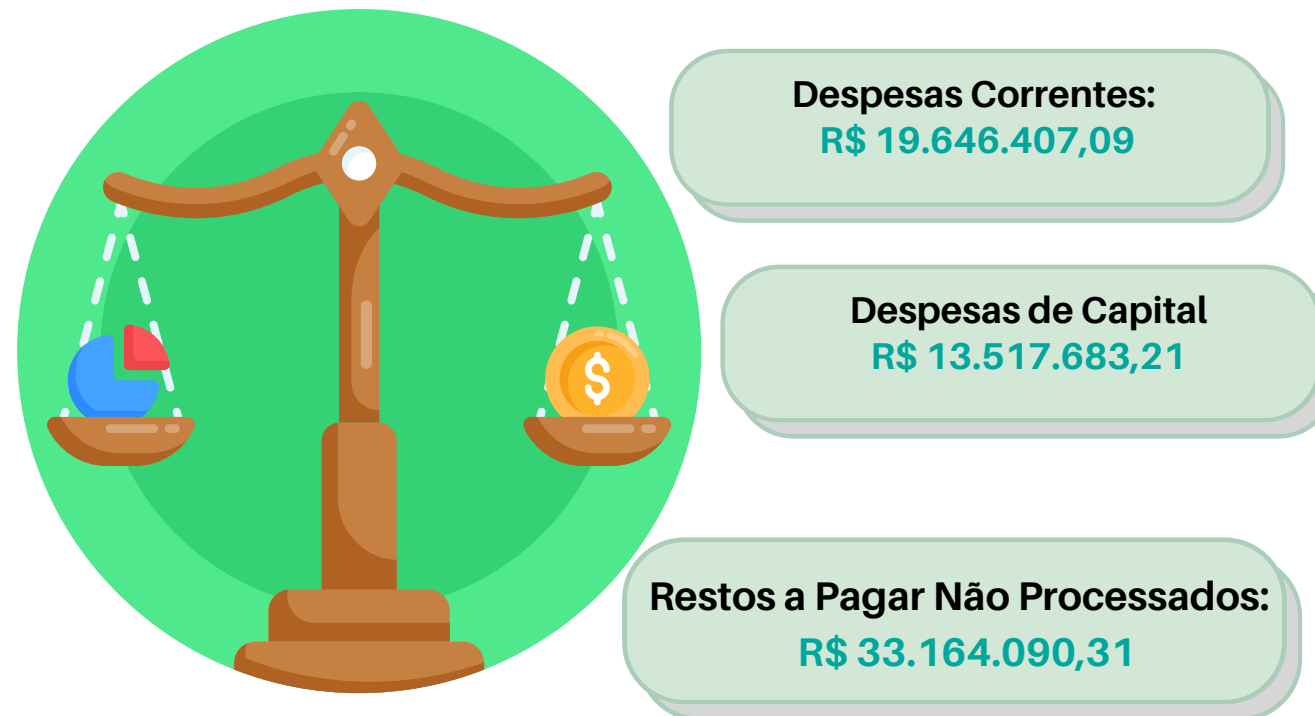 Despesas Correntes:
R$ 19.646.407,09
Despesas de Capital
R$ 13.517.683,21
$
Restos a Pagar Não Processados:
R$ 33.164.090,31